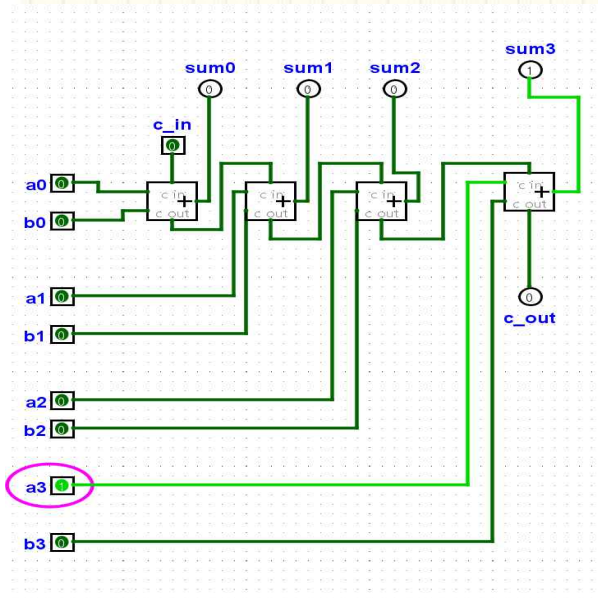 sum3
1
sum0 sum1 sum2
0 0 0
c_in
0
a0 0
c in + c in + c in + c in +
c out c out c out c out
b0 0
a1 0
0
c_out
b1 0
a2 0
b2 0
a3 1
b3 0